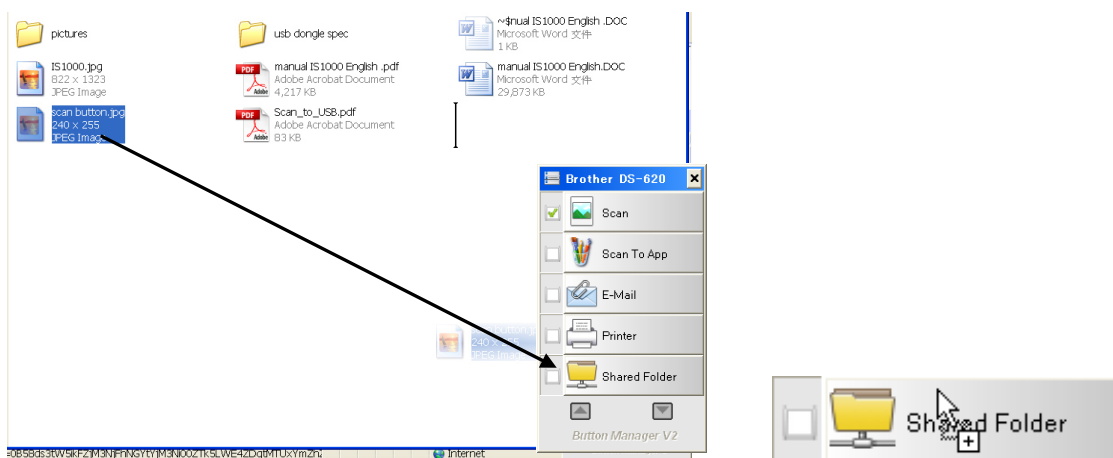 pictures
usb dongle spec
~$nual IS1000 English .DOC
Microsoft Word 文件
1 KB
IS1000.jpg
822 x 1323
JPEG Image
manual IS1000 English .pdf
Adobe Acrobat Document
4,217 KB
manual IS1000 English.DOC
Microsoft Word 文件
29,873 KB
scan button.jpg
240 x 255
JPEG Image
Scan_to_USB.pdf
Adobe Acrobat Document
83 KB
Brother DS-620
Scan
Scan To App
E-Mail
Printer
Shared Folder
Button Manager V2
Internet
Shared Folder